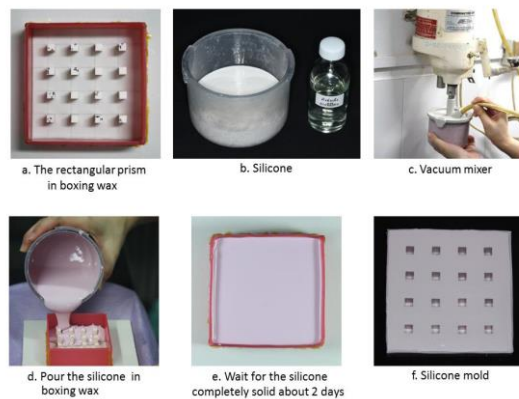 a. The rectangular prism
in boxing wax
b. Silicone
c. Vacuum mixer
d. Pour the silicone in
boxing wax
e. Wait for the silicone
completely solid about 2 days
f. Silicone mold